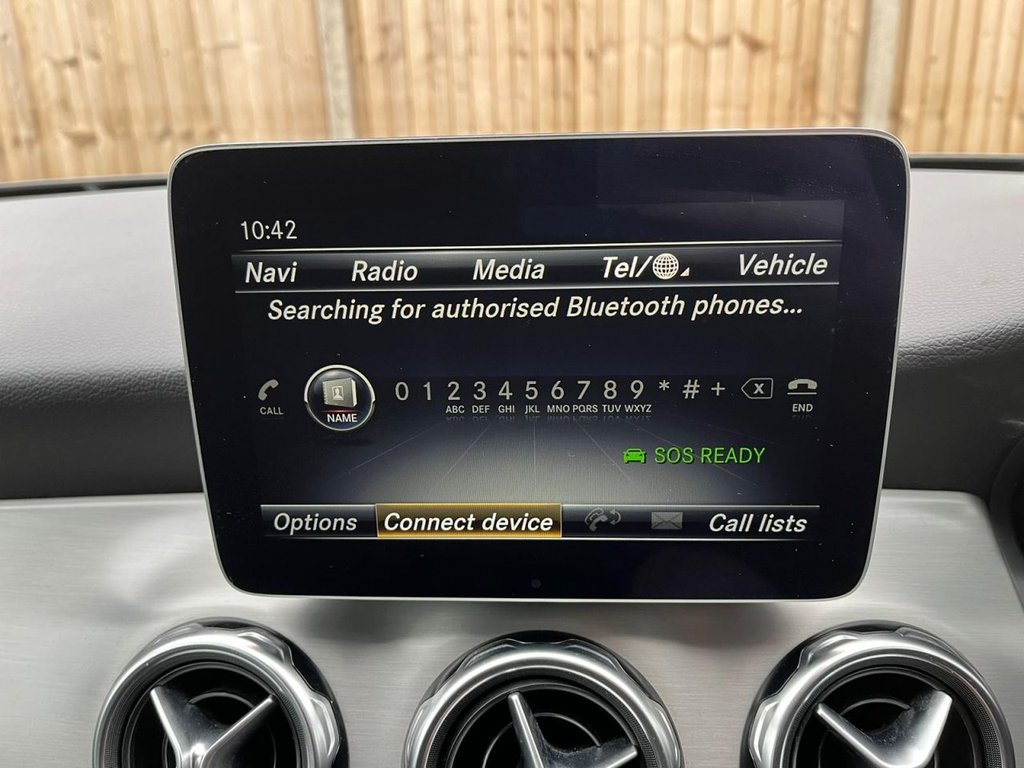 10:42
Navi Radio Media Tel/ Vehicle
Searching for authorised Bluetooth phones...
0 1 2 3 4 5 6 7 8 9 * # +
CALL NAME ABC DEF GHI JKL MNO PQRS TUV WXYZ END
SOS READY
Options Connect device Call lists